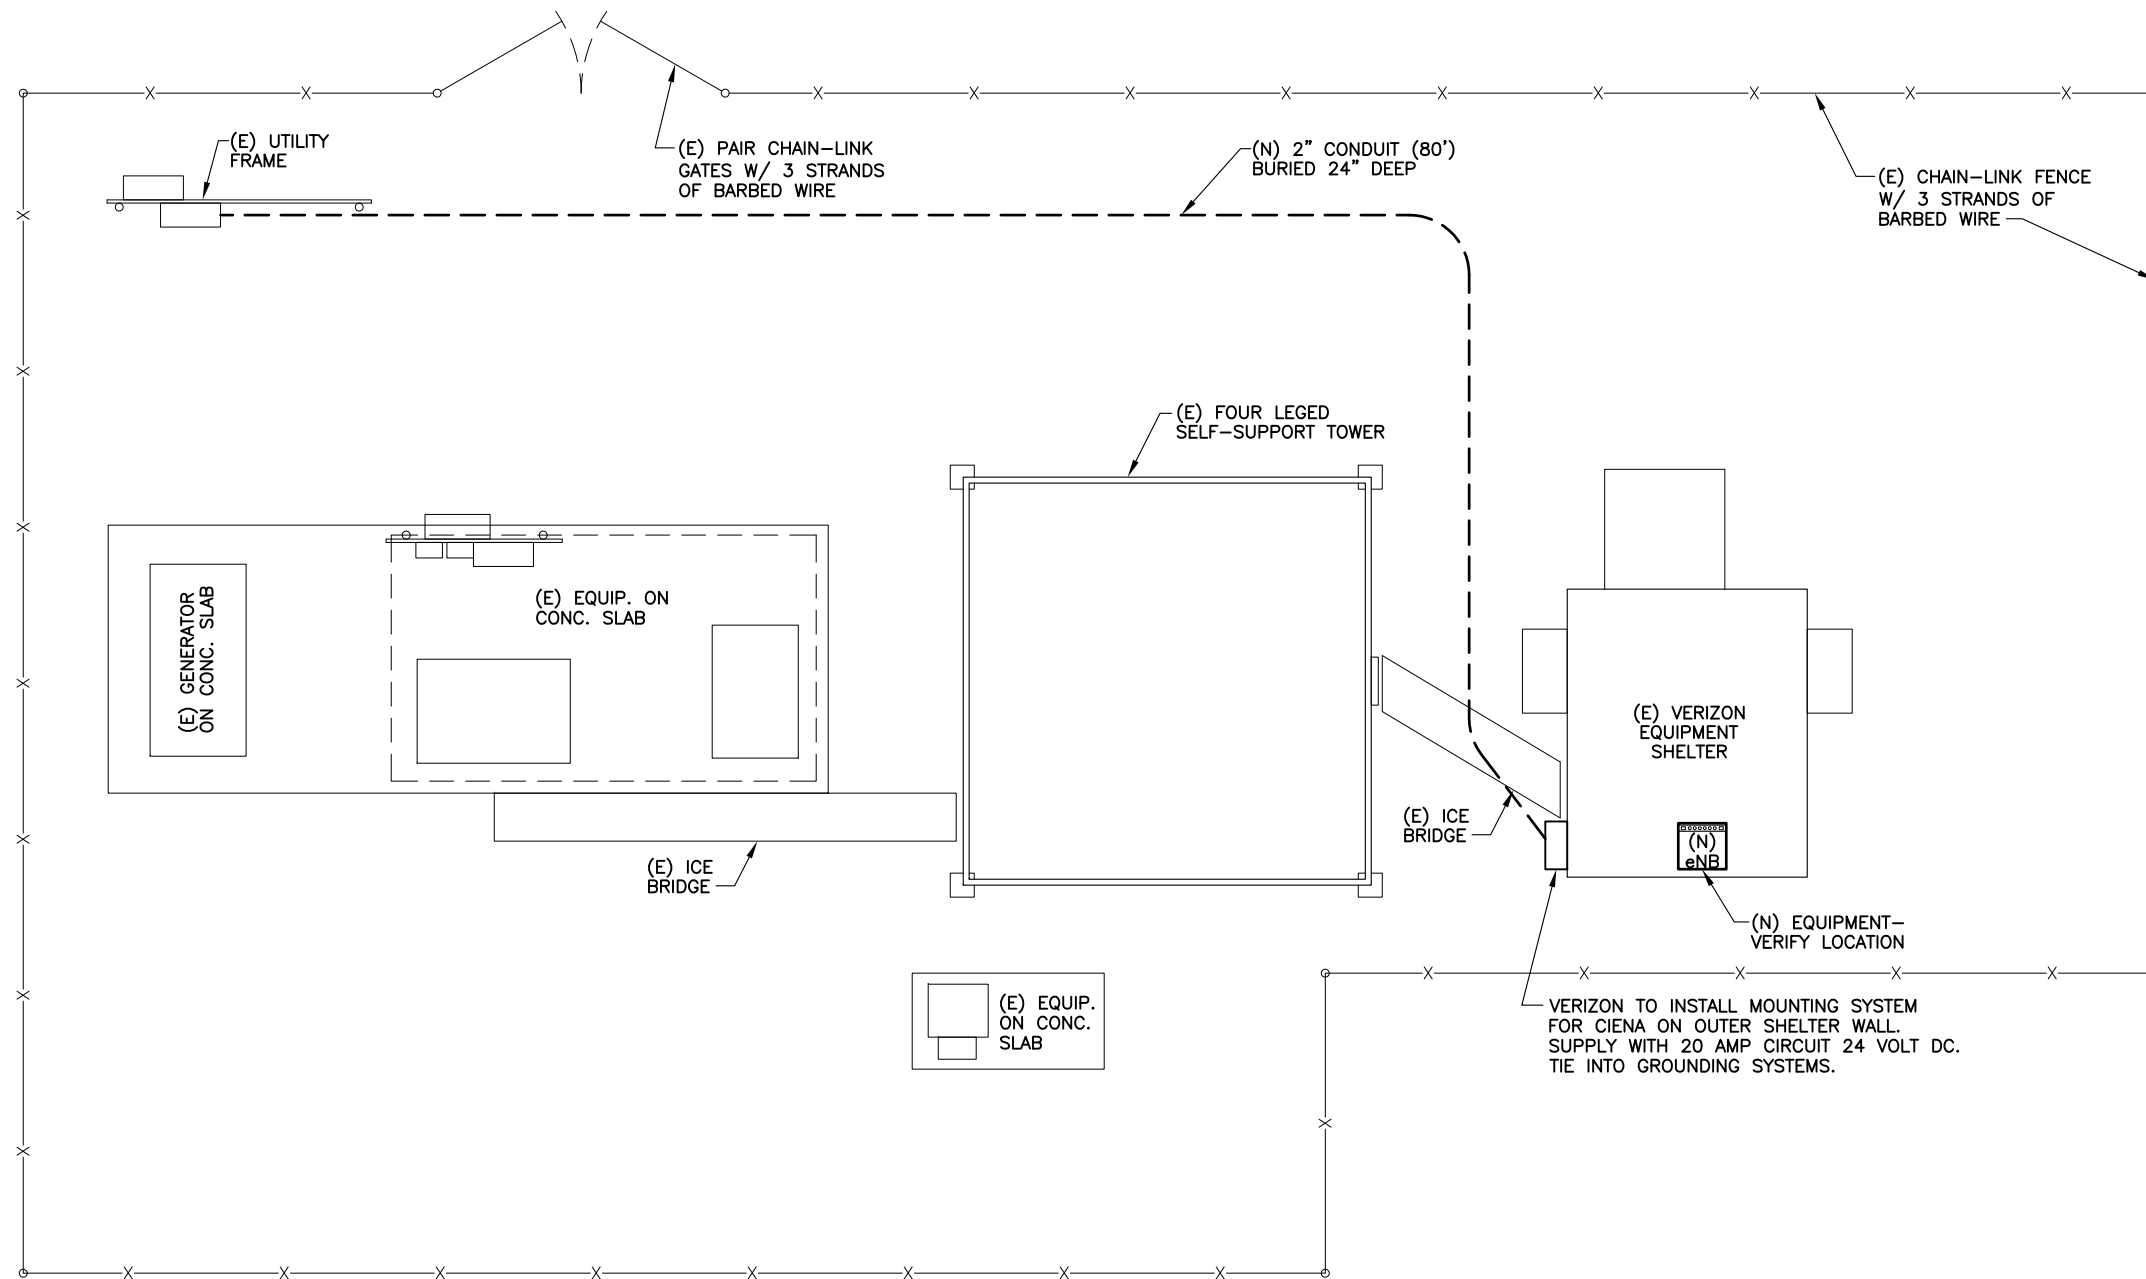 (E) UTILITY
FRAME
(E) PAIR CHAIN-LINK
GATES W/ 3 STRANDS
OF BARBED WIRE
(N) 2" CONDUIT (80')
BURIED 24" DEEP
(E) CHAIN-LINK FENCE
W/ 3 STRANDS OF
BARBED WIRE
(E) FOUR LEGED
SELF-SUPPORT TOWER
(E) GENERATOR
ON CONC. SLAB
(E) EQUIP. ON
CONC. SLAB
(E) VERIZON
EQUIPMENT
SHELTER
(E) ICE
BRIDGE
(E) ICE
BRIDGE
(N)
eNB
(N) EQUIPMENT-
VERIFY LOCATION
(E) EQUIP.
ON CONC.
SLAB
VERIZON TO INSTALL MOUNTING SYSTEM
FOR CIENA ON OUTER SHELTER WALL.
SUPPLY WITH 20 AMP CIRCUIT 24 VOLT DC.
TIE INTO GROUNDING SYSTEMS.